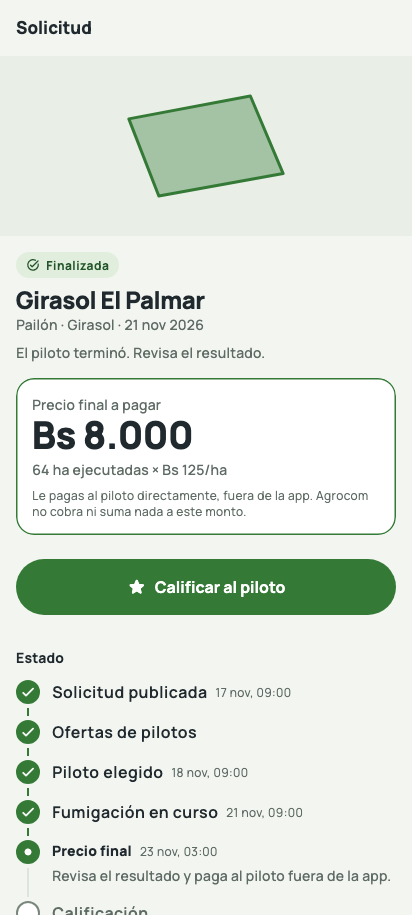 Solicitud
Finalizada
Girasol El Palmar
Pailón · Girasol · 21 nov 2026
El piloto terminó. Revisa el resultado.
Precio final a pagar
Bs 8.000
64 ha ejecutadas × Bs 125/ha
Le pagas al piloto directamente, fuera de la app. Agrocom
no cobra ni suma nada a este monto.
Calificar al piloto
Estado
Solicitud publicada 17 nov, 09:00
Ofertas de pilotos
Piloto elegido 18 nov, 09:00
Fumigación en curso 21 nov, 09:00
Precio final 23 nov, 03:00
Revisa el resultado y paga al piloto fuera de la app.
Calificación